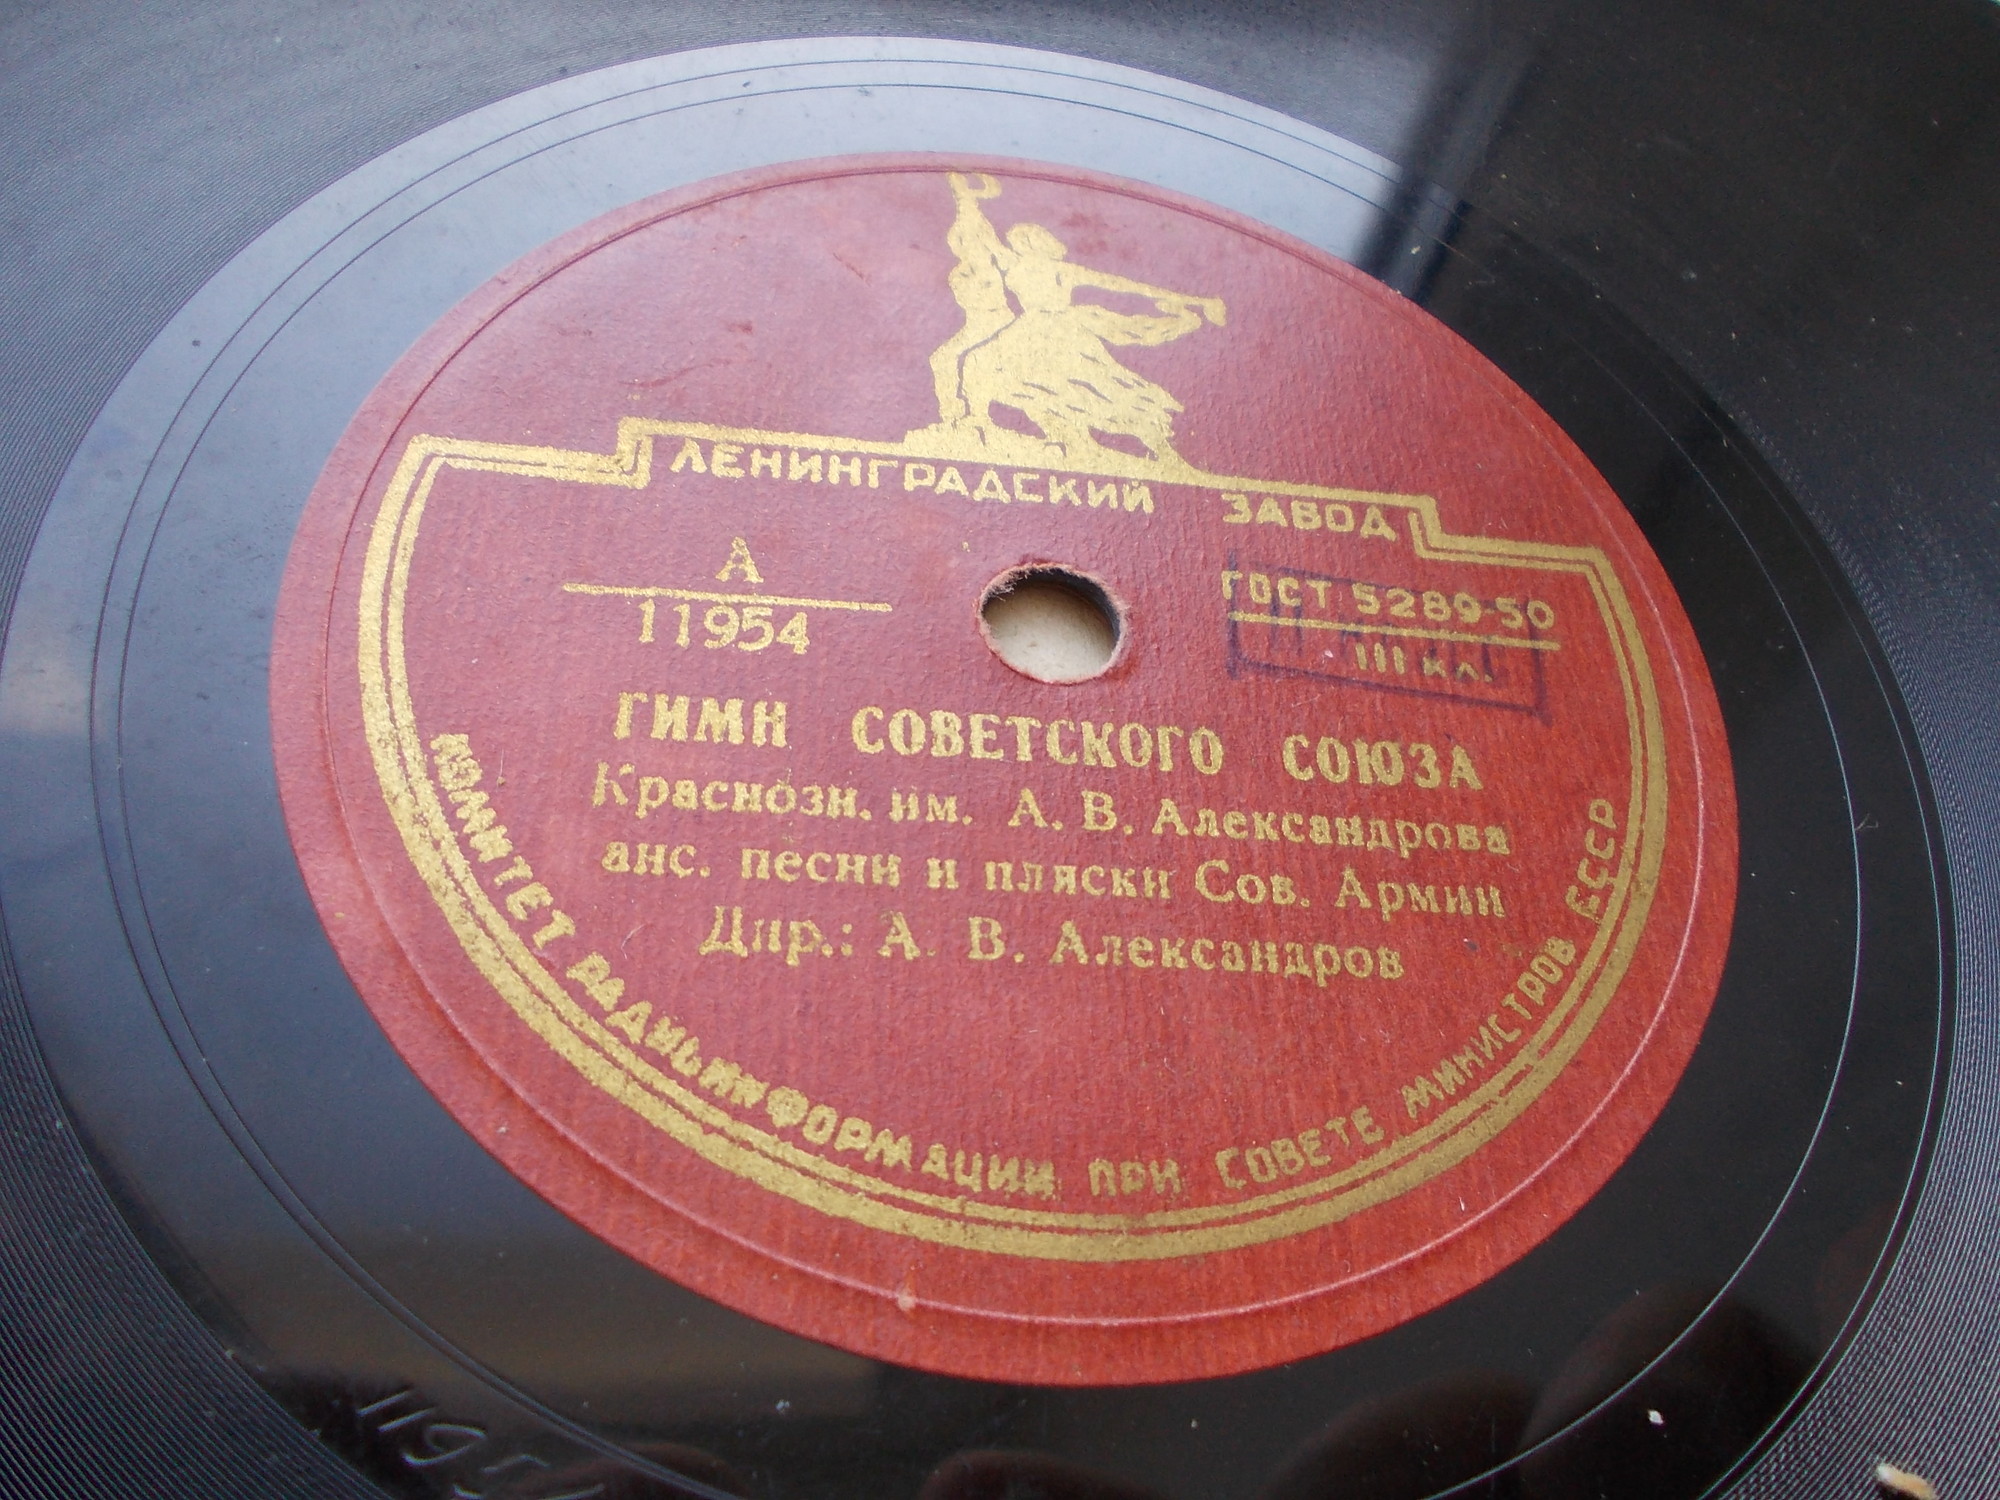 ЛЕНИНГРАДСКИЙ ЗАВОД
А
11954
ГОСТ 5289-50
III кл.
ГИМН СОВЕТСКОГО СОЮЗА
Краснозн. им. А. В. Александрова
анс. песни и пляски Сов. Армии
Дир.: А. В. Александров
КОМИТЕТ РАДИОИНФОРМАЦИИ ПРИ СОВЕТЕ МИНИСТРОВ СССР